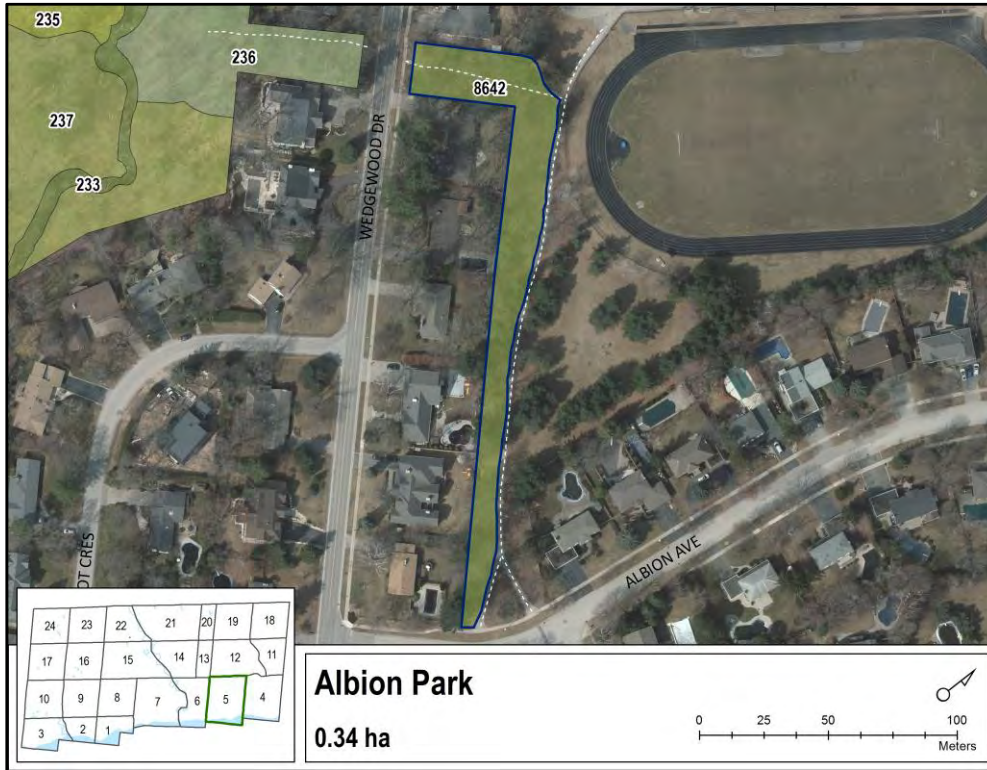 235
236
8642
237
233
WEDGEWOOD DR
ALBION AVE
OT CRES
24 23 22 21 20 19 18
17 16 15 14 13 12 11
10 9 8 7 6 5 4
3 2 1
Albion Park
0.34 ha
0 25 50 100
Meters